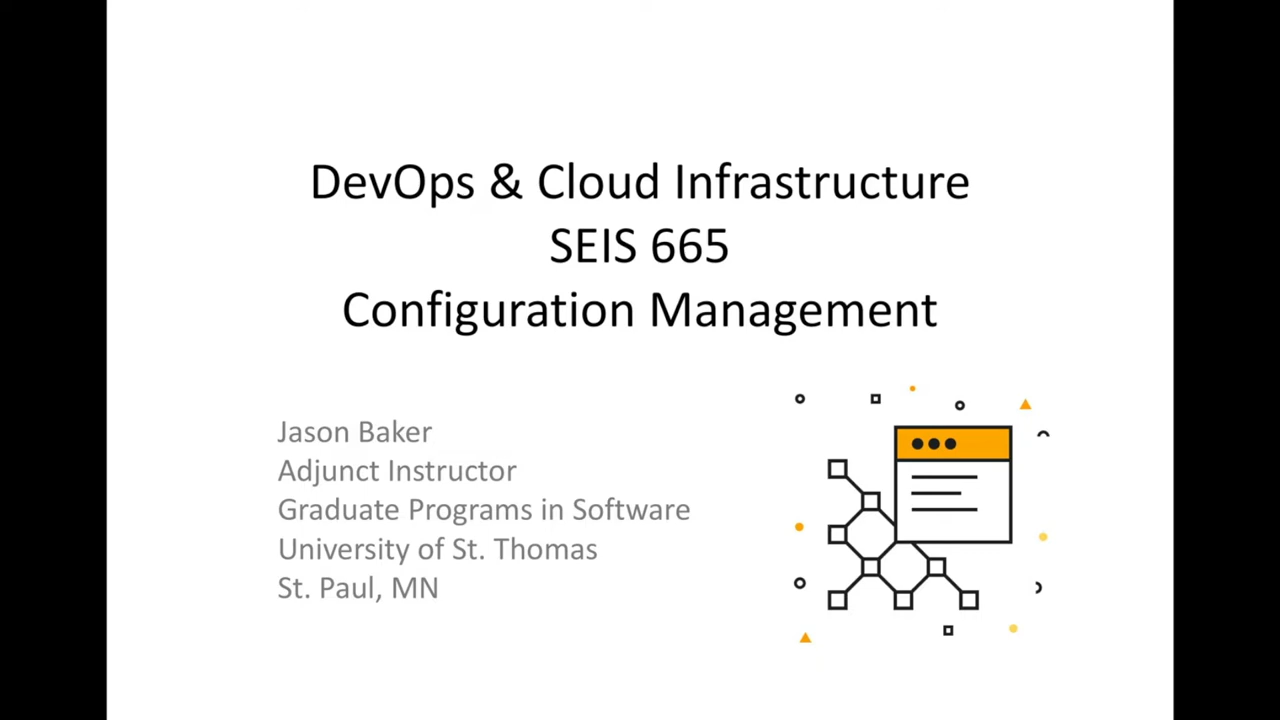 DevOps & Cloud Infrastructure
SEIS 665
Configuration Management
Jason Baker
Adjunct Instructor
Graduate Programs in Software
University of St. Thomas
St. Paul, MN